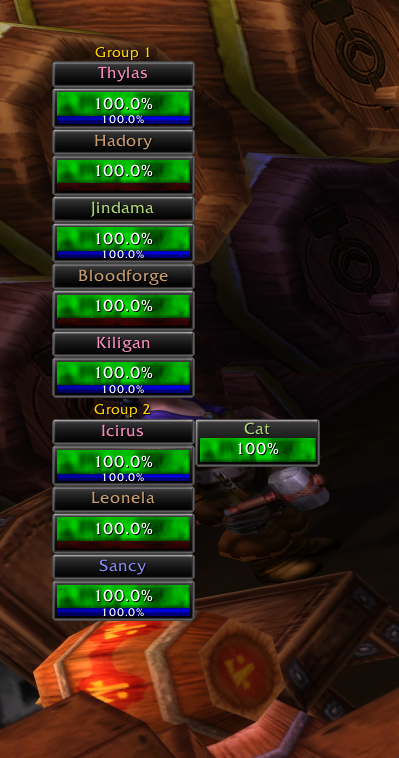 Group 1
Thylas
100.0%
100.0%
Hadory
100.0%
Jindama
100.0%
100.0%
Bloodforge
100.0%
Kiligan
100.0%
100.0%
Group 2
Icirus
100.0%
100.0%
Cat
100%
Leonela
100.0%
Sancy
100.0%
100.0%